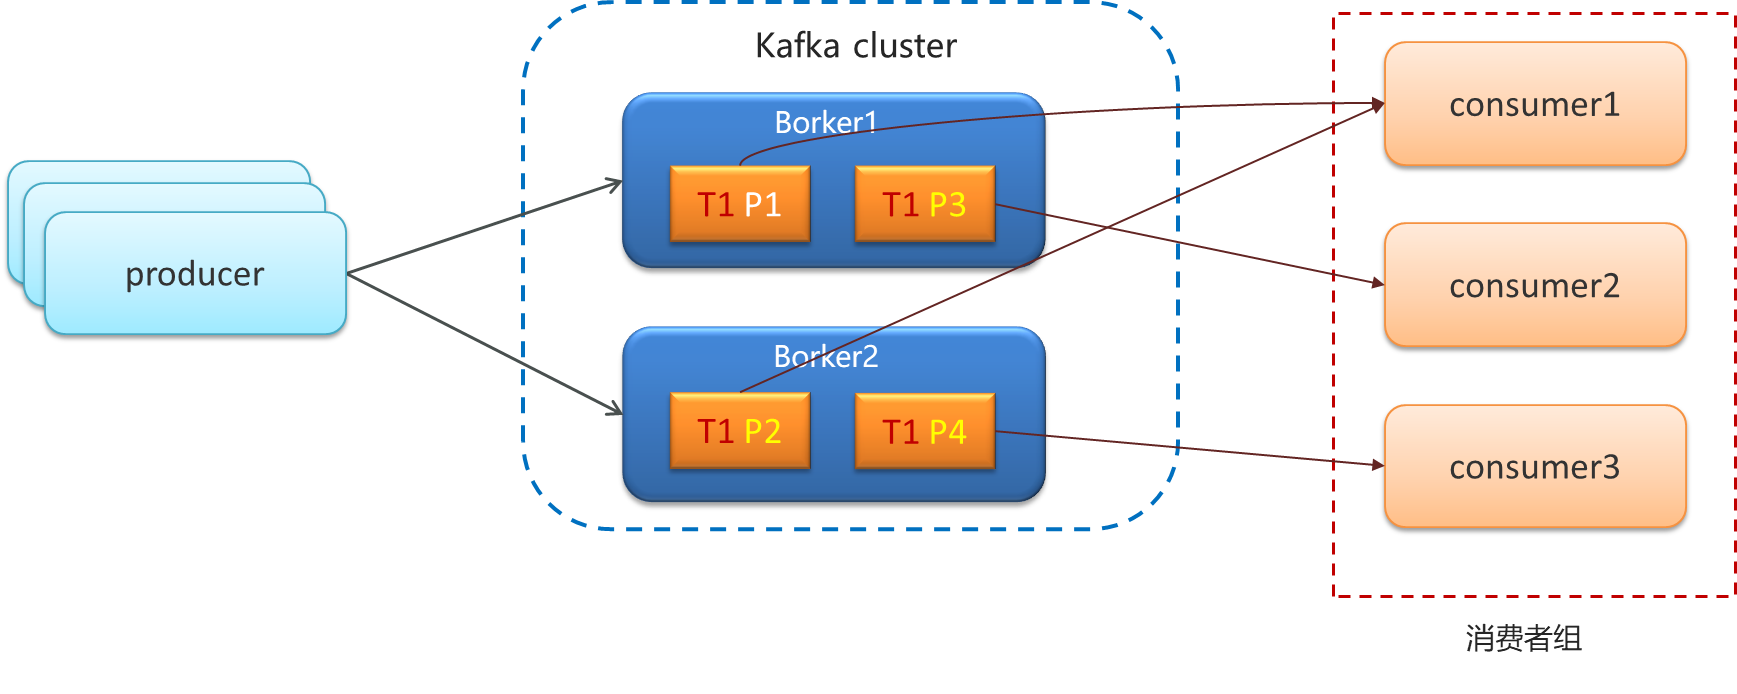 Kafka cluster
producer
Borker1
T1 P1
T1 P3
Borker2
T1 P2
T1 P4
consumer1
consumer2
consumer3
消费者组